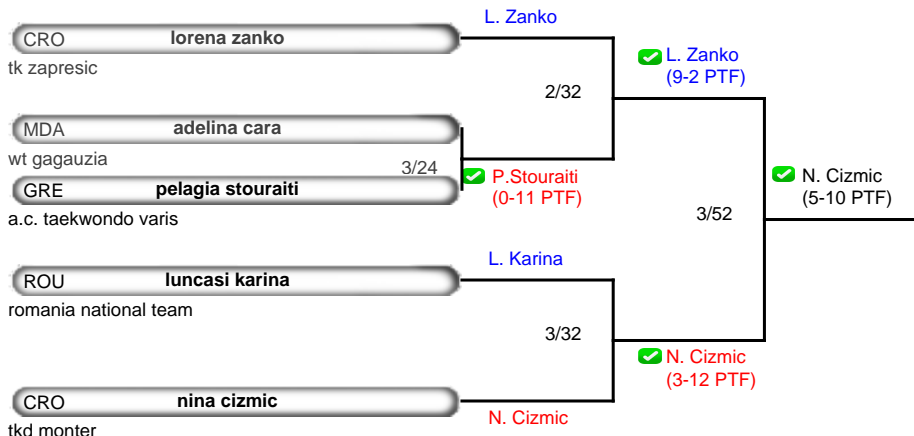 L. Zanko
CRO lorena zanko
tk zapresic
L. Zanko
(9-2 PTF)
2/32
MDA adelina cara
wt gagauzia
3/24
P.Stouraiti
(0-11 PTF)
N. Cizmic
(5-10 PTF)
GRE pelagia stouraiti
a.c. taekwondo varis
3/52
L. Karina
ROU luncasi karina
romania national team
3/32
N. Cizmic
(3-12 PTF)
CRO nina cizmic
N. Cizmic
tkd monter